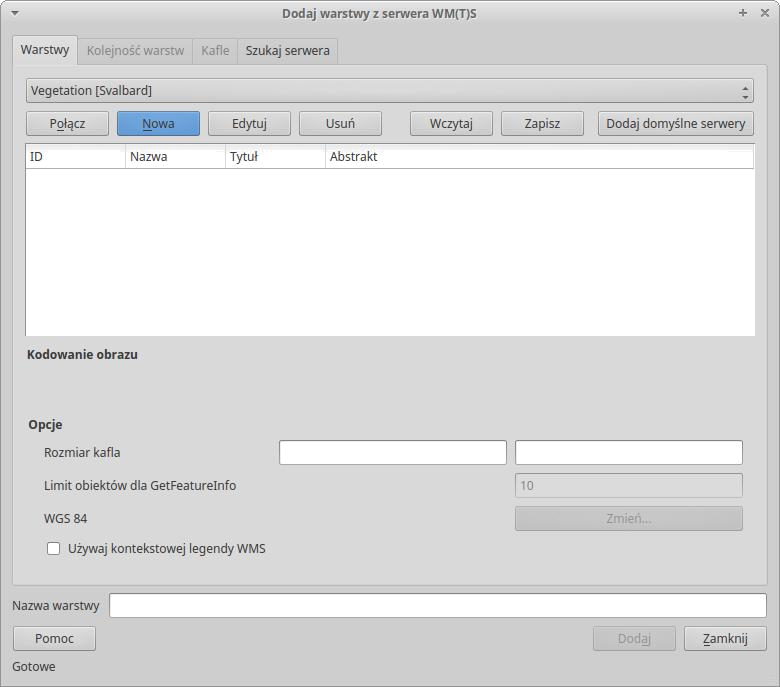 Dodaj warstwy z serwera WM(T)S
Warstwy Kolejność warstw Kafle Szukaj serwera
Vegetation [Svalbard]
Połącz Nowa Edytuj Usuń Wczytaj Zapisz Dodaj domyślne serwery
ID Nazwa Tytuł Abstrakt
Kodowanie obrazu
Opcje
Rozmiar kafla
Limit obiektów dla GetFeatureInfo 10
WGS 84 Zmień...
Używaj kontekstowej legendy WMS
Nazwa warstwy
Pomoc Dodaj Zamknij
Gotowe